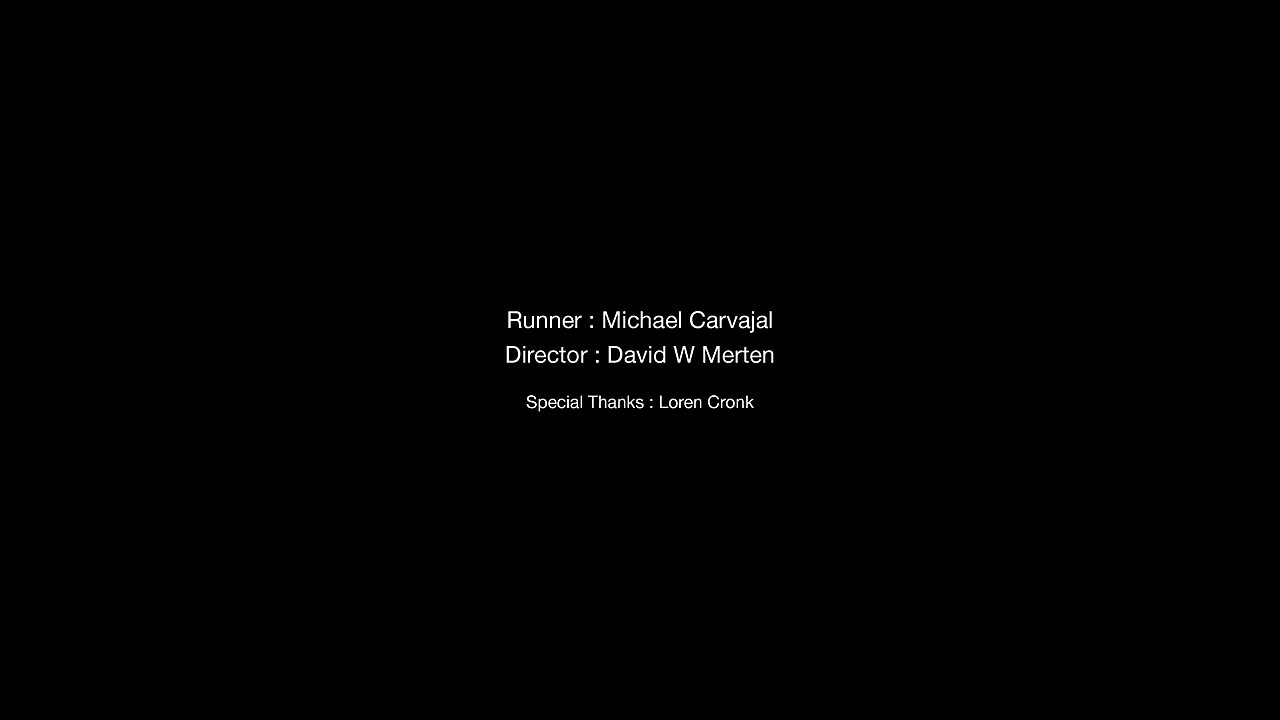 Runner : Michael Carvajal
Director : David W Merten
Special Thanks : Loren Cronk